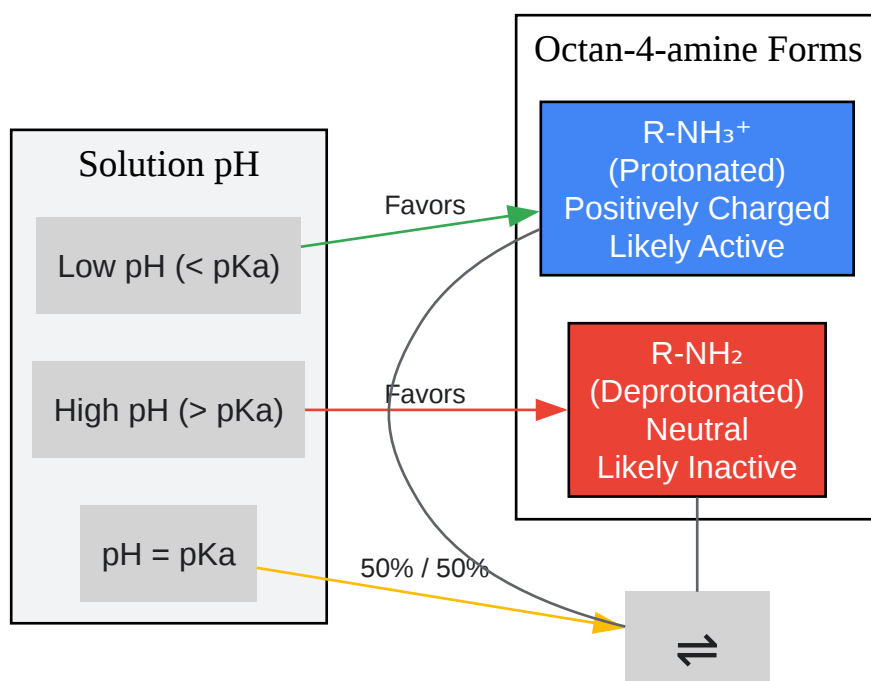 Solution pH
Low pH (< pKa)
High pH (> pKa)
pH = pKa
Favors
Favors
50% / 50%
Octan-4-amine Forms
R-NH₃⁺
(Protonated)
Positively Charged
Likely Active
R-NH₂
(Deprotonated)
Neutral
Likely Inactive
⇌